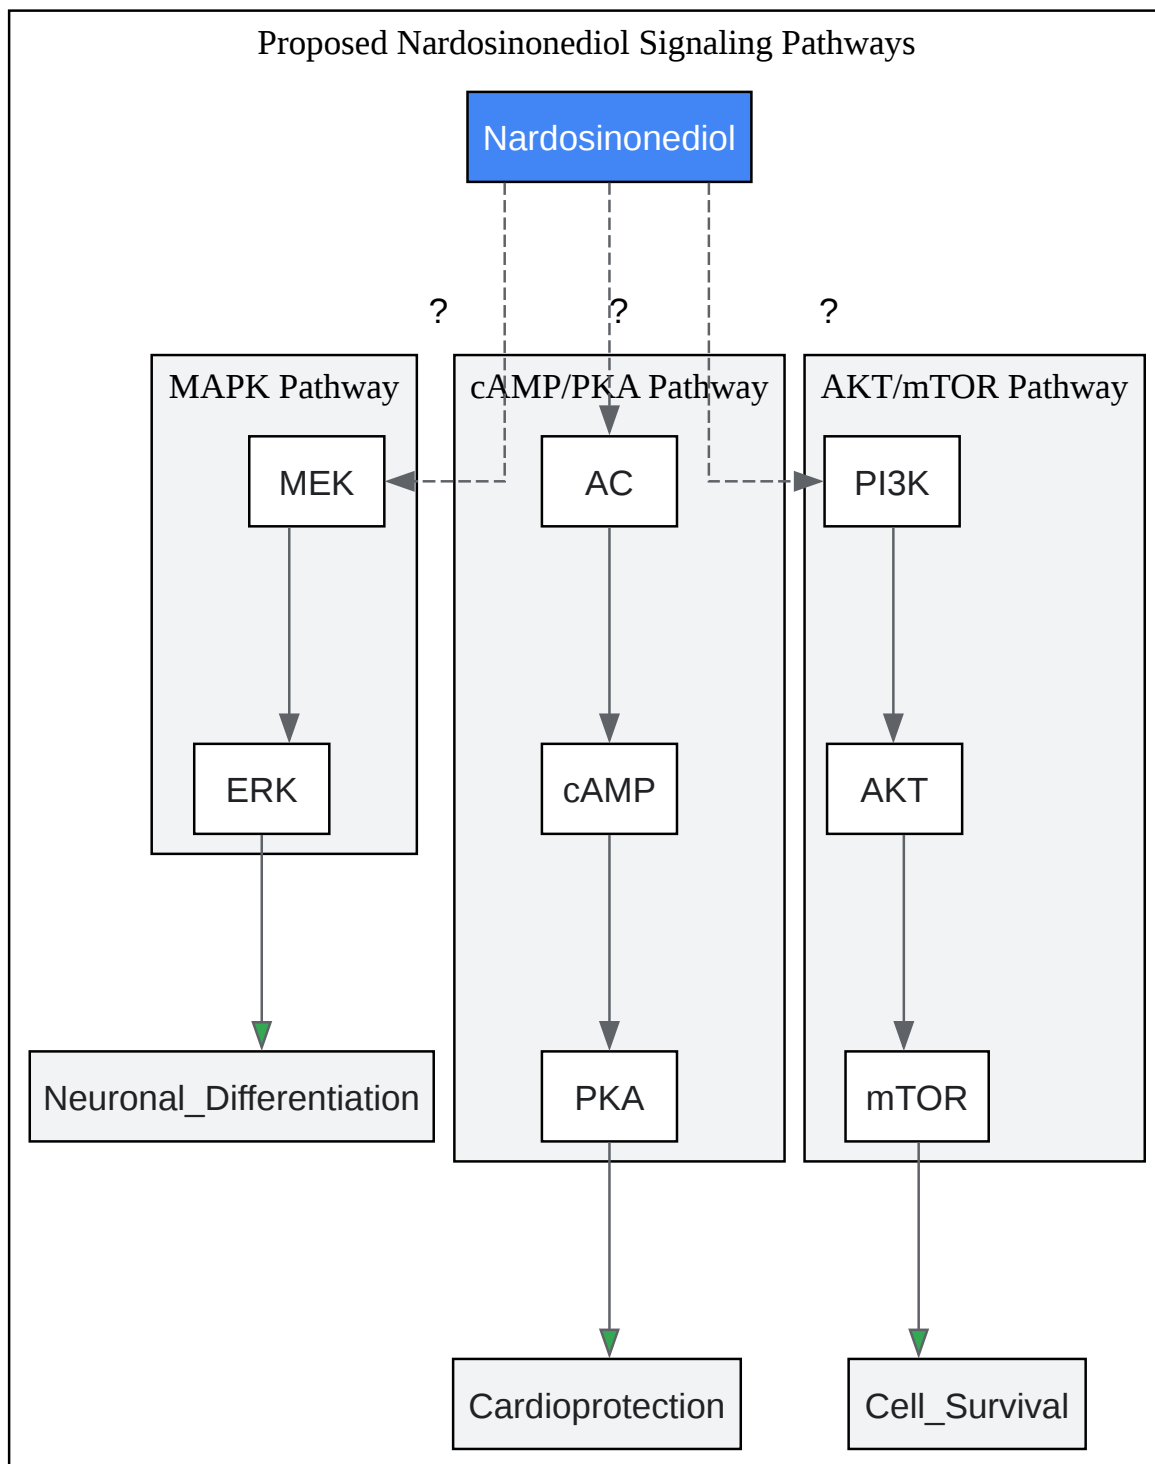 Proposed Nardosinonediol Signaling Pathways
Nardosinonediol
? ? ?
MAPK Pathway cAMP/PKA Pathway AKT/mTOR Pathway
MEK AC PI3K
ERK cAMP AKT
Neuronal_Differentiation PKA mTOR
Cardioprotection Cell_Survival